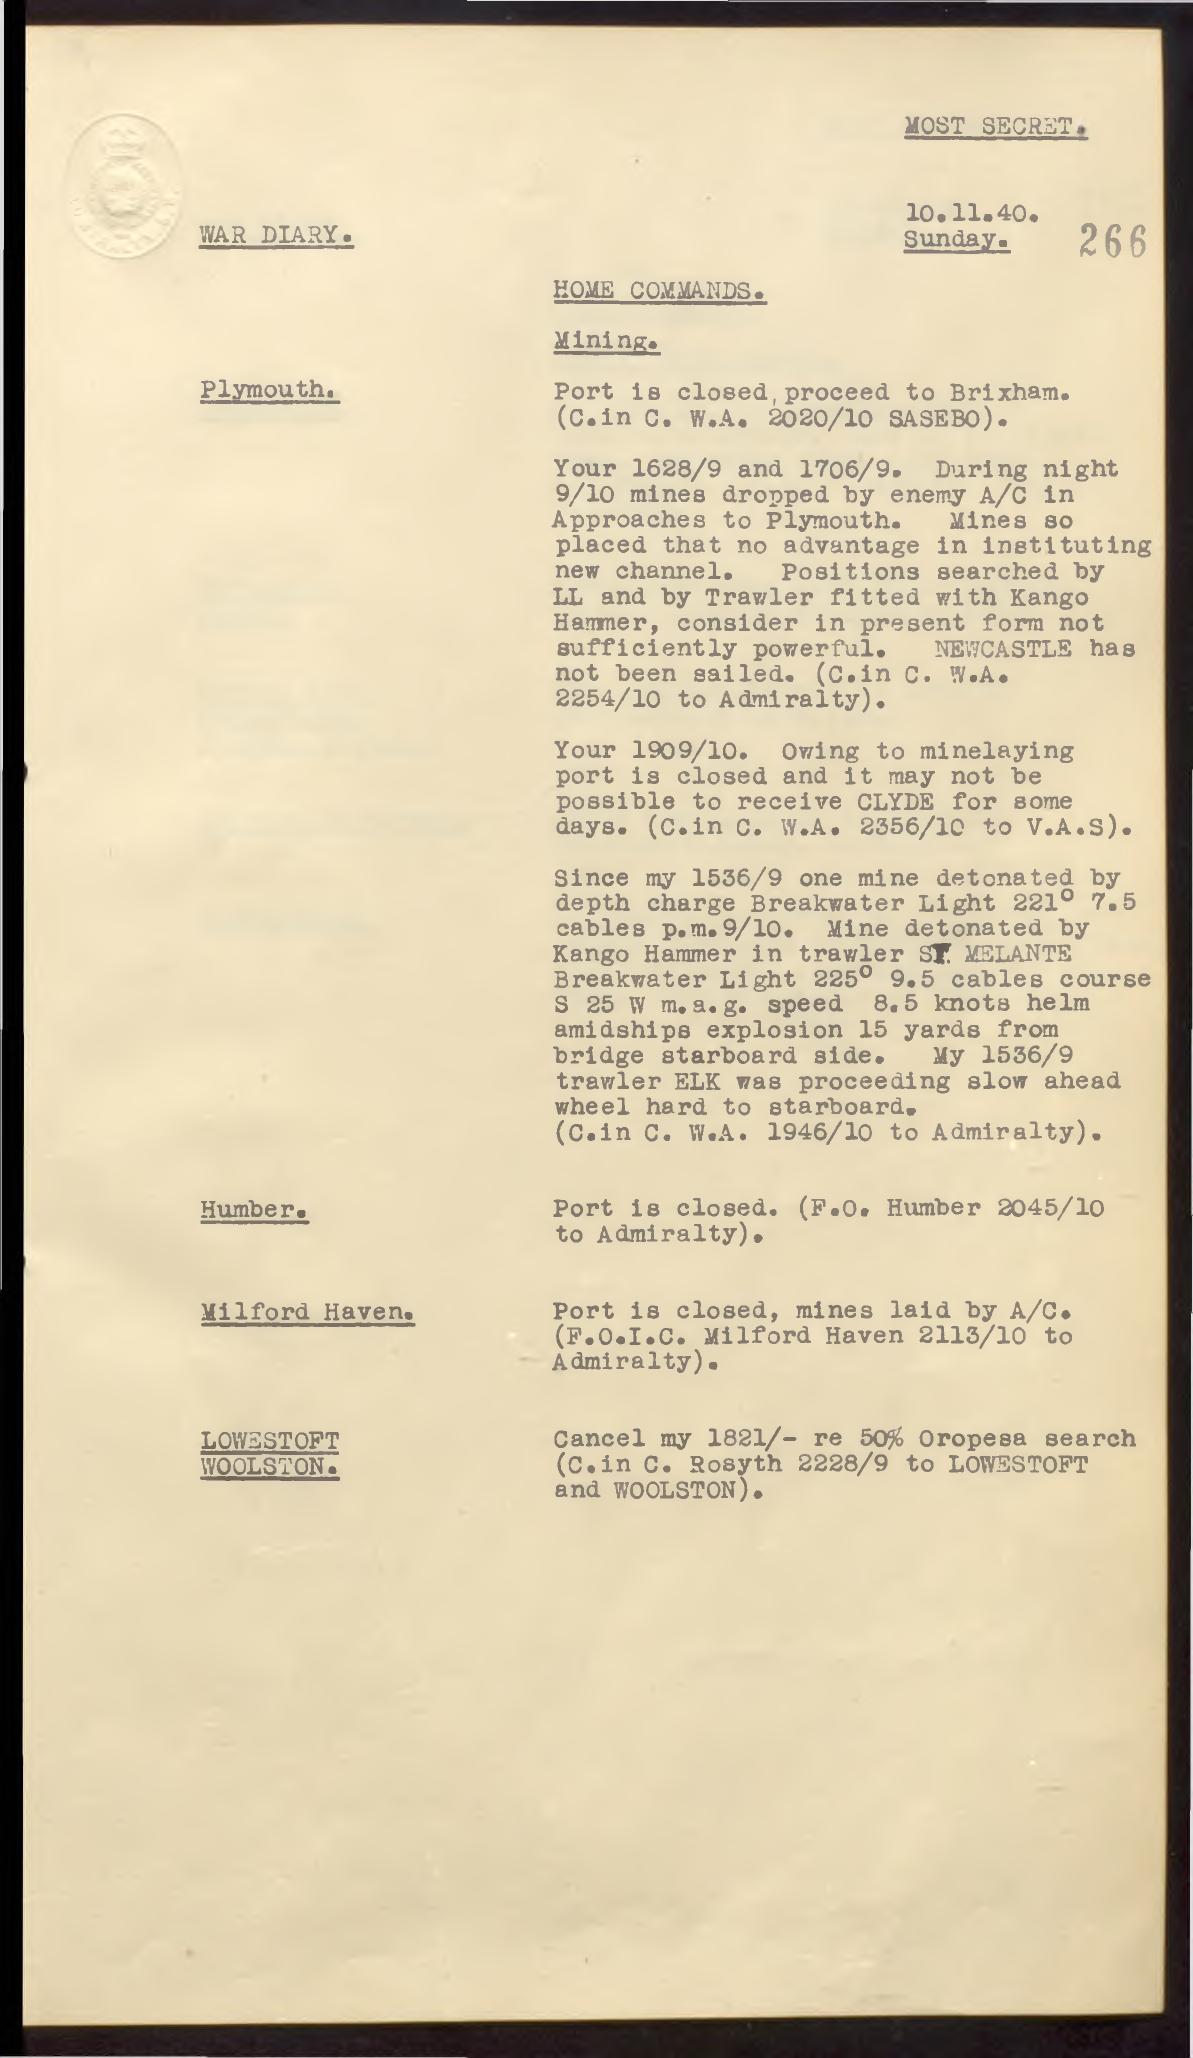 MOST SECRET.
10.11.40.
Sunday.
266
WAR DIARY.
HOME COMMANDS.
Mining.
Plymouth.
Port is closed, proceed to Brixham.
(C.in C. W.A. 2020/10 SASEBO).
Your 1628/9 and 1706/9. During night
9/10 mines dropped by enemy A/C in
Approaches to Plymouth. Mines so
placed that no advantage in instituting
new channel. Positions searched by
LL and by Trawler fitted with Kango
Hammer, consider in present form not
sufficiently powerful. NEWCASTLE has
not been sailed. (C.in C. W.A.
2254/10 to Admiralty).
Your 1909/10. Owing to minelaying
port is closed and it may not be
possible to receive CLYDE for some
days. (C.in C. W.A. 2356/10 to V.A.S).
Since my 1536/9 one mine detonated by
depth charge Breakwater Light 221° 7.5
cables p.m.9/10. Mine detonated by
Kango Hammer in trawler ST. MELANTE
Breakwater Light 225° 9.5 cables course
S 25 W m.a.g. speed 8.5 knots helm
amidships explosion 15 yards from
bridge starboard side. My 1536/9
trawler ELK was proceeding slow ahead
wheel hard to starboard.
(C.in C. W.A. 1946/10 to Admiralty).
Humber.
Port is closed. (F.O. Humber 2045/10
to Admiralty).
Milford Haven.
Port is closed, mines laid by A/C.
(F.O.I.C. Milford Haven 2113/10 to
Admiralty).
LOWESTOFT
WOOLSTON.
Cancel my 1821/- re 50% Oropesa search
(C.in C. Rosyth 2228/9 to LOWESTOFT
and WOOLSTON).